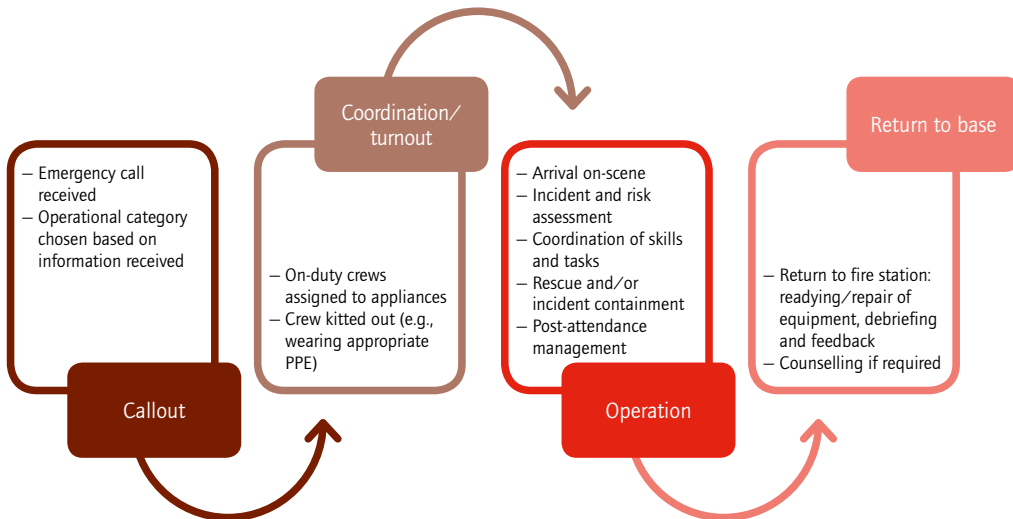 — Emergency call
received
— Operational category
chosen based on
information received
Callout
Coordination/
turnout
— On-duty crews
assigned to appliances
— Crew kitted out (e.g.,
wearing appropriate
PPE)
— Arrival on-scene
— Incident and risk
assessment
— Coordination of skills
and tasks
— Rescue and/or
incident containment
— Post-attendance
management
Operation
Return to base
— Return to fire station:
readying/repair of
equipment, debriefing
and feedback
— Counselling if required